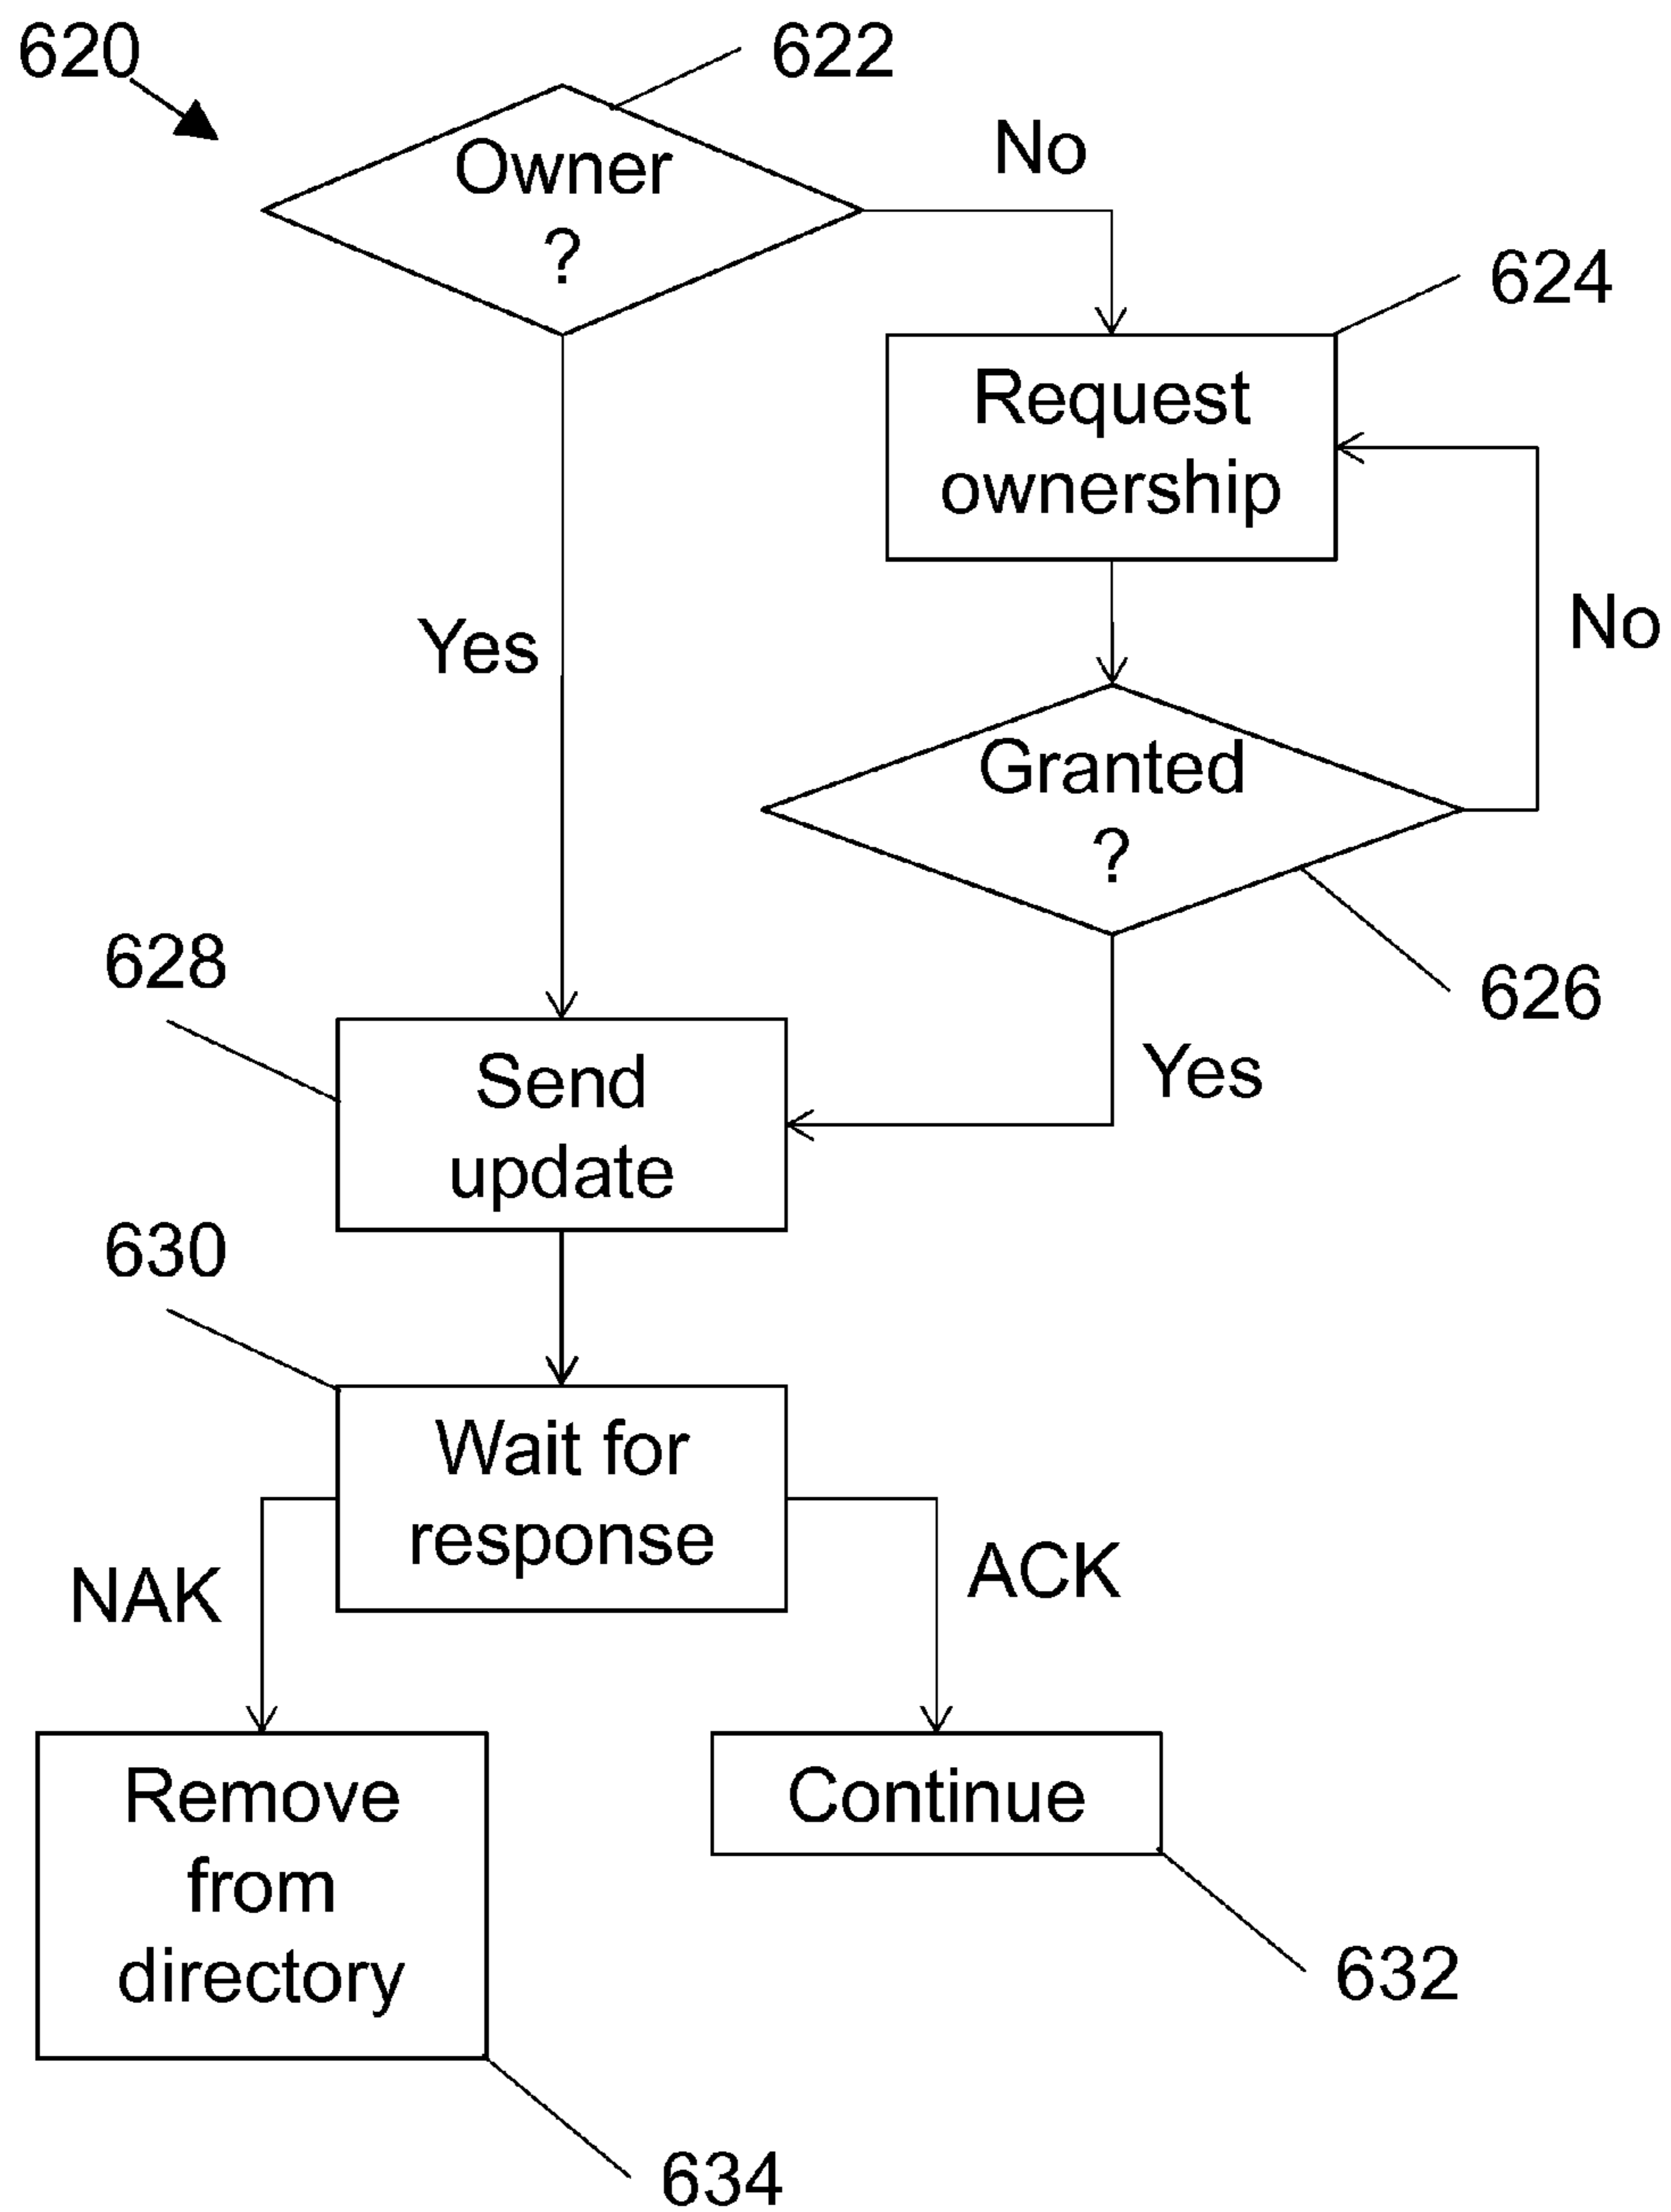 620
622
Owner
?
No
624
Request
ownership
Yes
No
Granted
?
626
628
Send
update
Yes
630
Wait for
response
NAK
ACK
Remove
from
directory
Continue
632
634